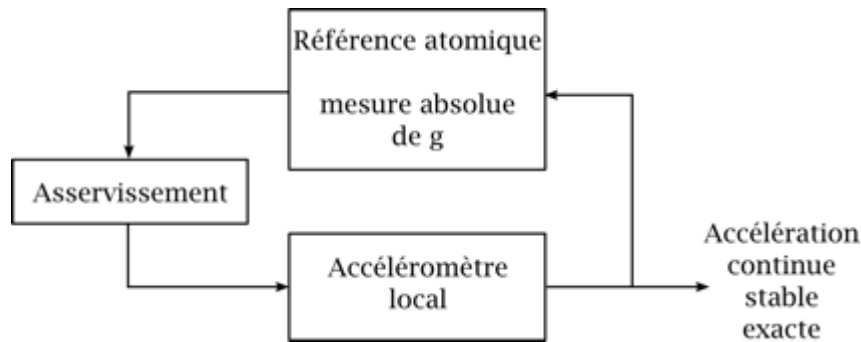 Référence atomique
mesure absolue
de g
Asservissement
Accéléromètre
local
Accélération
continue
stable
exacte